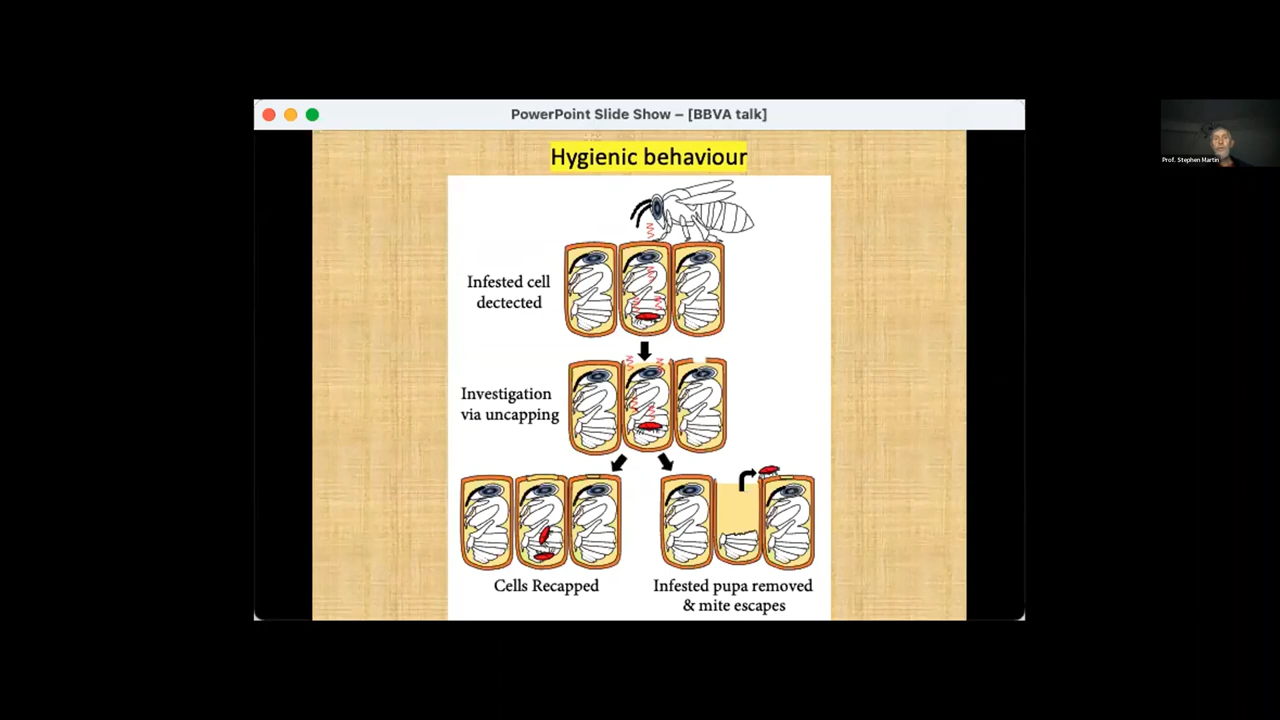 PowerPoint Slide Show – [BBVA talk]
Hygienic behaviour
Prof. Stephen Martin
Infested cell
dectected
Investigation
via uncapping
Cells Recapped
Infested pupa removed
& mite escapes